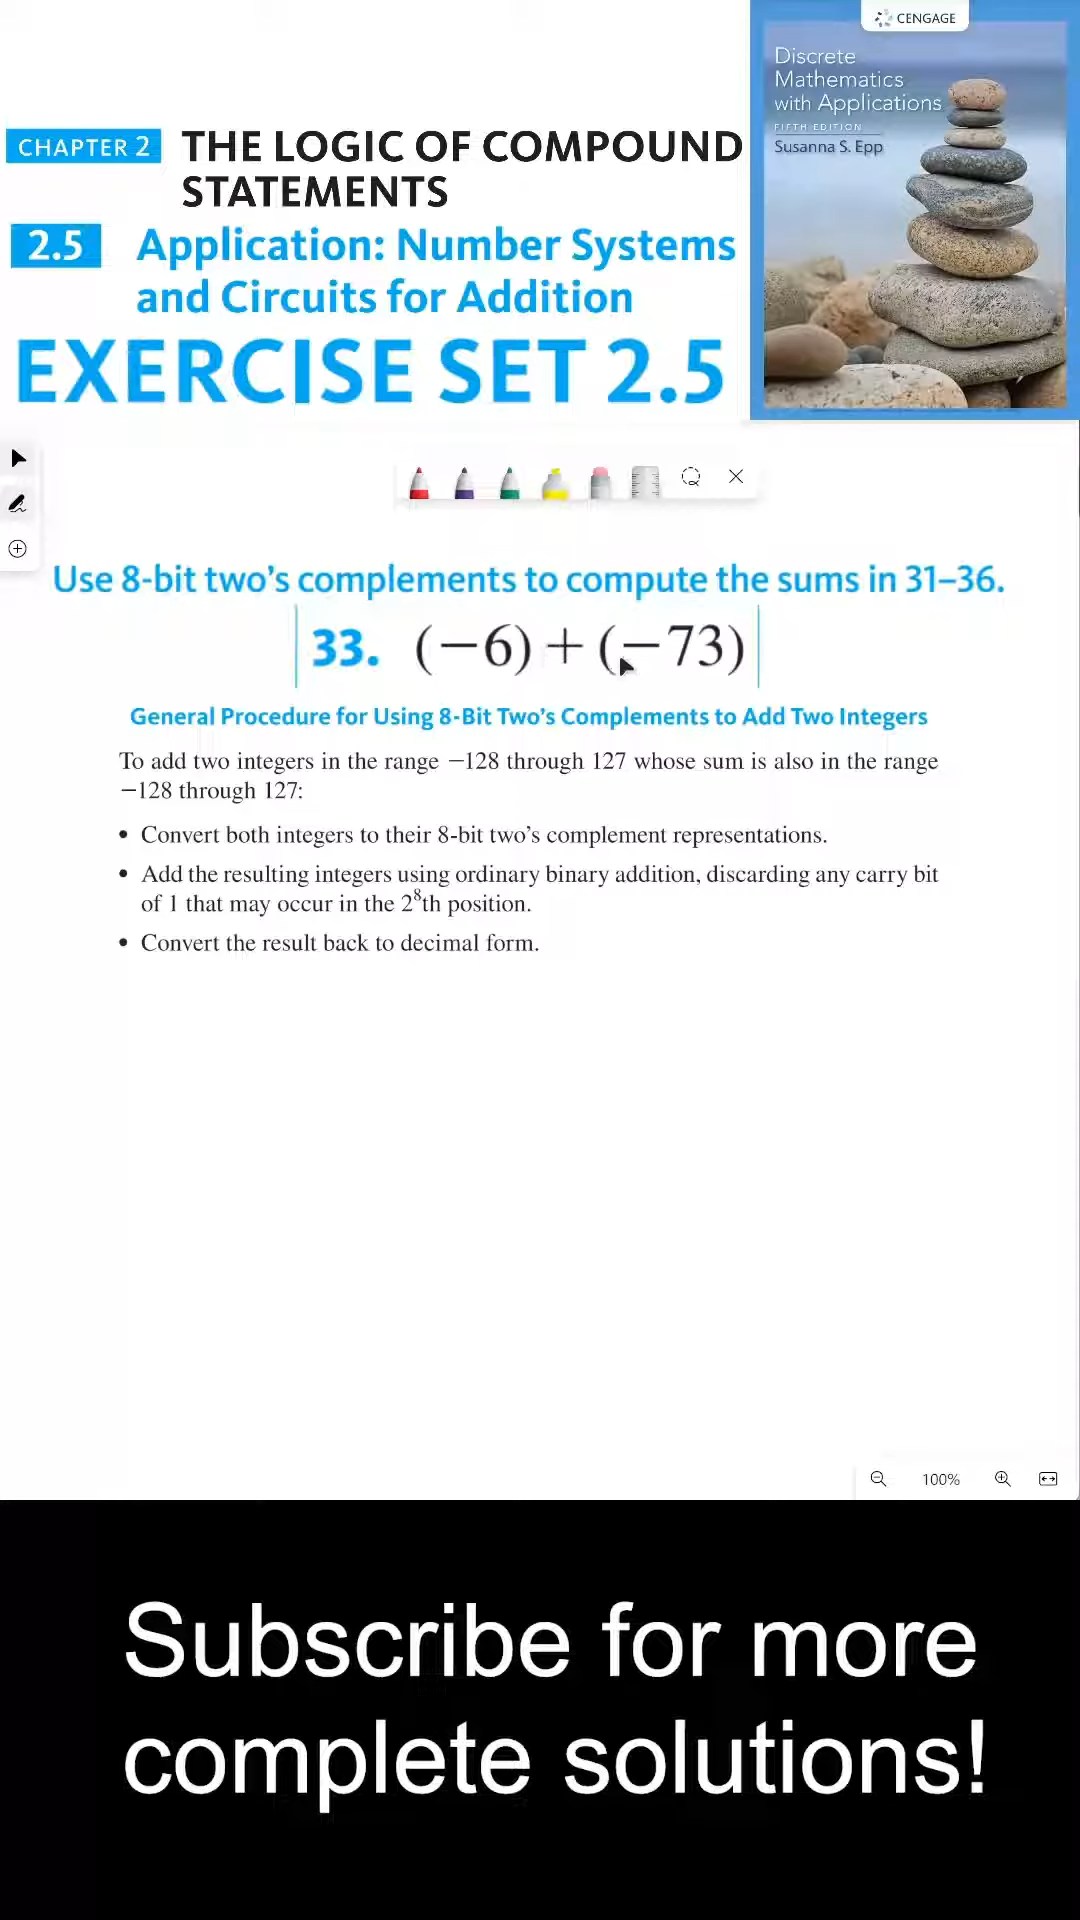 CENGAGE
Discrete
Mathematics
with Applications
FIFTH EDITION
Susanna S. Epp
CHAPTER 2 THE LOGIC OF COMPOUND
STATEMENTS
2.5 Application: Number Systems
and Circuits for Addition
EXERCISE SET 2.5
Use 8-bit two’s complements to compute the sums in 31–36.
33. (−6) + (−73)
General Procedure for Using 8-Bit Two’s Complements to Add Two Integers
To add two integers in the range −128 through 127 whose sum is also in the range
−128 through 127:
• Convert both integers to their 8-bit two’s complement representations.
• Add the resulting integers using ordinary binary addition, discarding any carry bit
of 1 that may occur in the 2⁸th position.
• Convert the result back to decimal form.
100%
Subscribe for more
complete solutions!